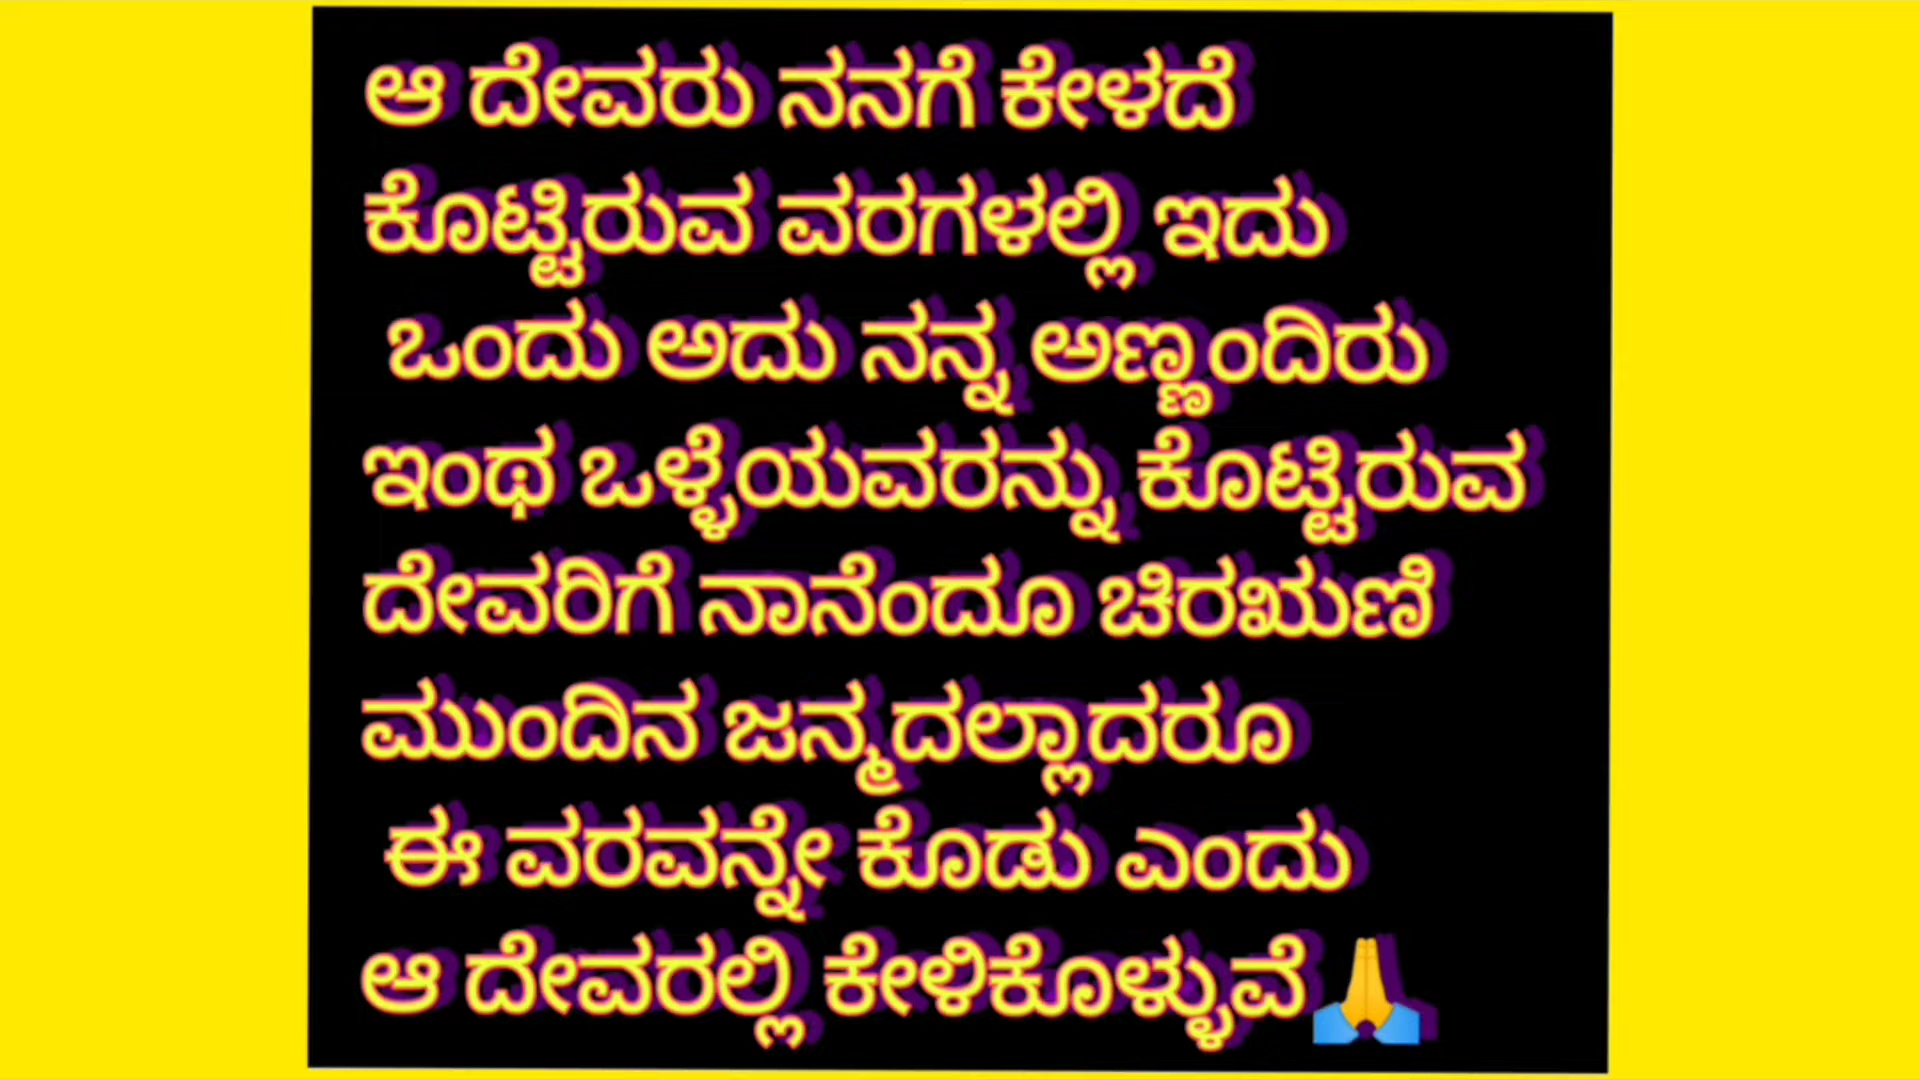 ಆ ದೇವರು ನನಗೆ ಕೇಳದೆ
ಕೊಟ್ಟಿರುವ ವರಗಳಲ್ಲಿ ಇದು
ಒಂದು ಅದು ನನ್ನ ಅಣ್ಣಂದಿರು
ಇಂಥ ಒಳ್ಳೆಯವರನ್ನು ಕೊಟ್ಟಿರುವ
ದೇವರಿಗೆ ನಾನೆಂದೂ ಚಿರಋಣಿ
ಮುಂದಿನ ಜನ್ಮದಲ್ಲಾದರೂ
ಈ ವರವನ್ನೇ ಕೊಡು ಎಂದು
ಆ ದೇವರಲ್ಲಿ ಕೇಳಿಕೊಳ್ಳುವೆ🙏